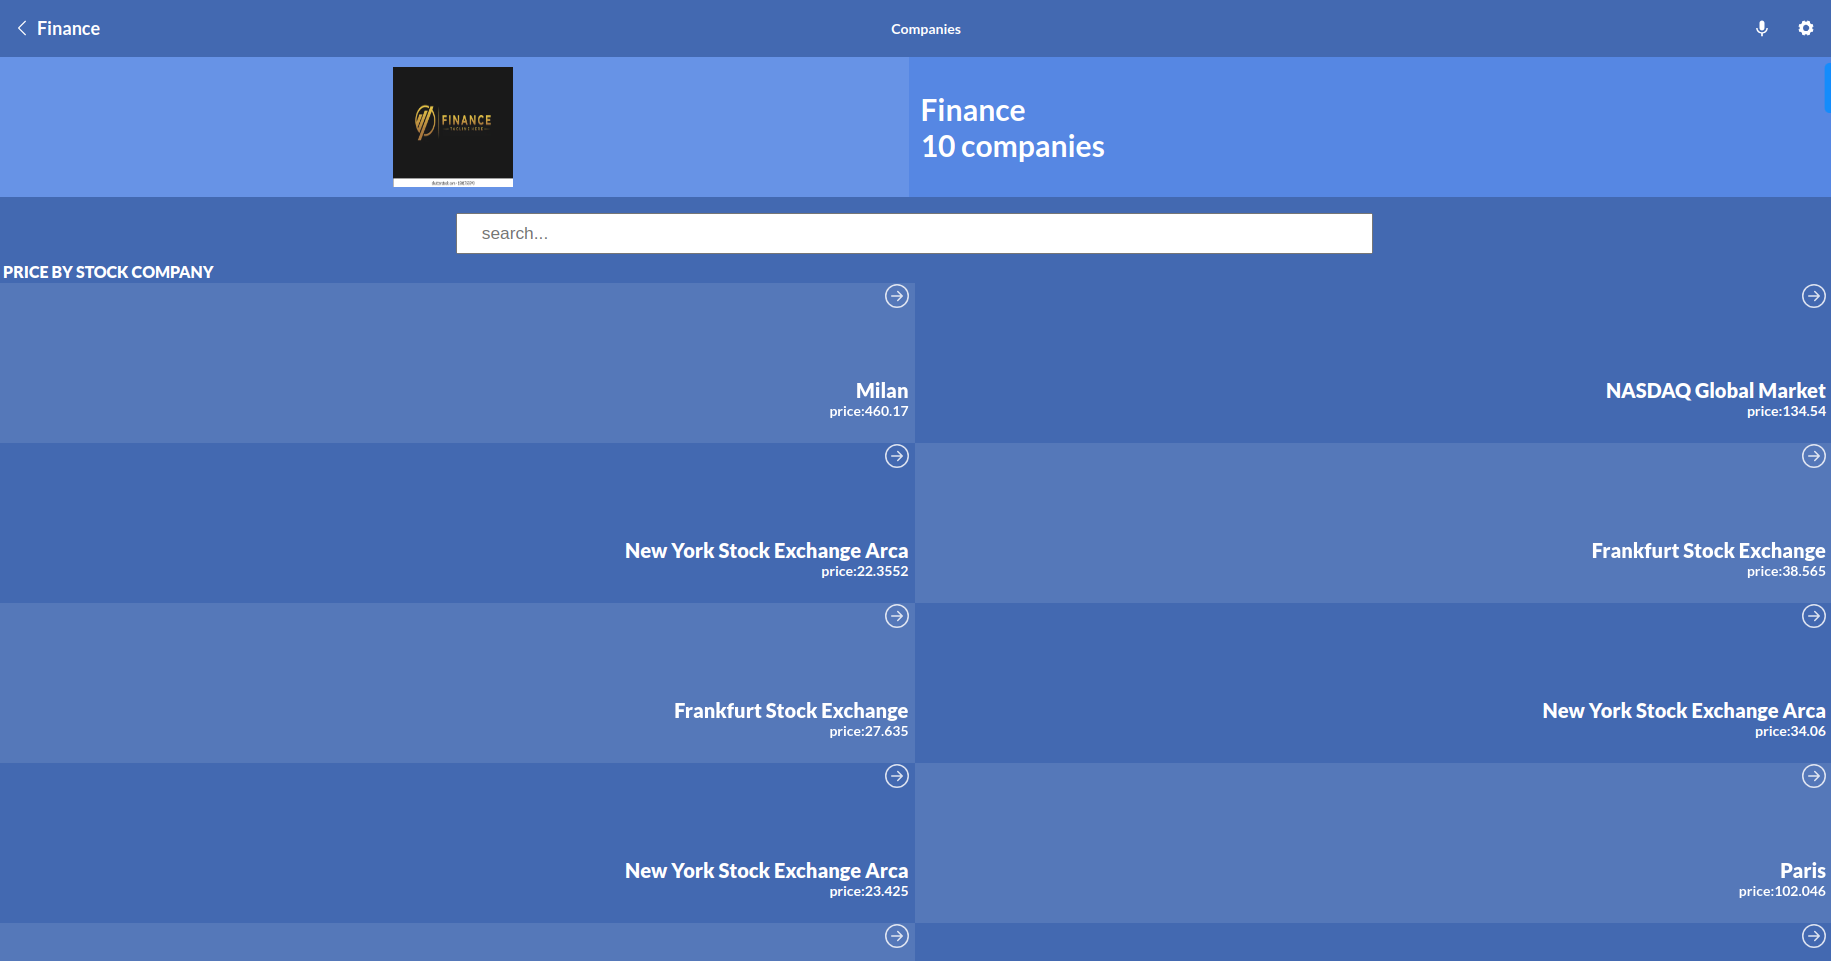 Finance
Companies
FINANCE
Finance
10 companies
search...
PRICE BY STOCK COMPANY
Milan
price:460.17
NASDAQ Global Market
price:134.54
New York Stock Exchange Arca
price:22.3552
Frankfurt Stock Exchange
price:38.565
Frankfurt Stock Exchange
price:27.635
New York Stock Exchange Arca
price:34.06
New York Stock Exchange Arca
price:23.425
Paris
price:102.046